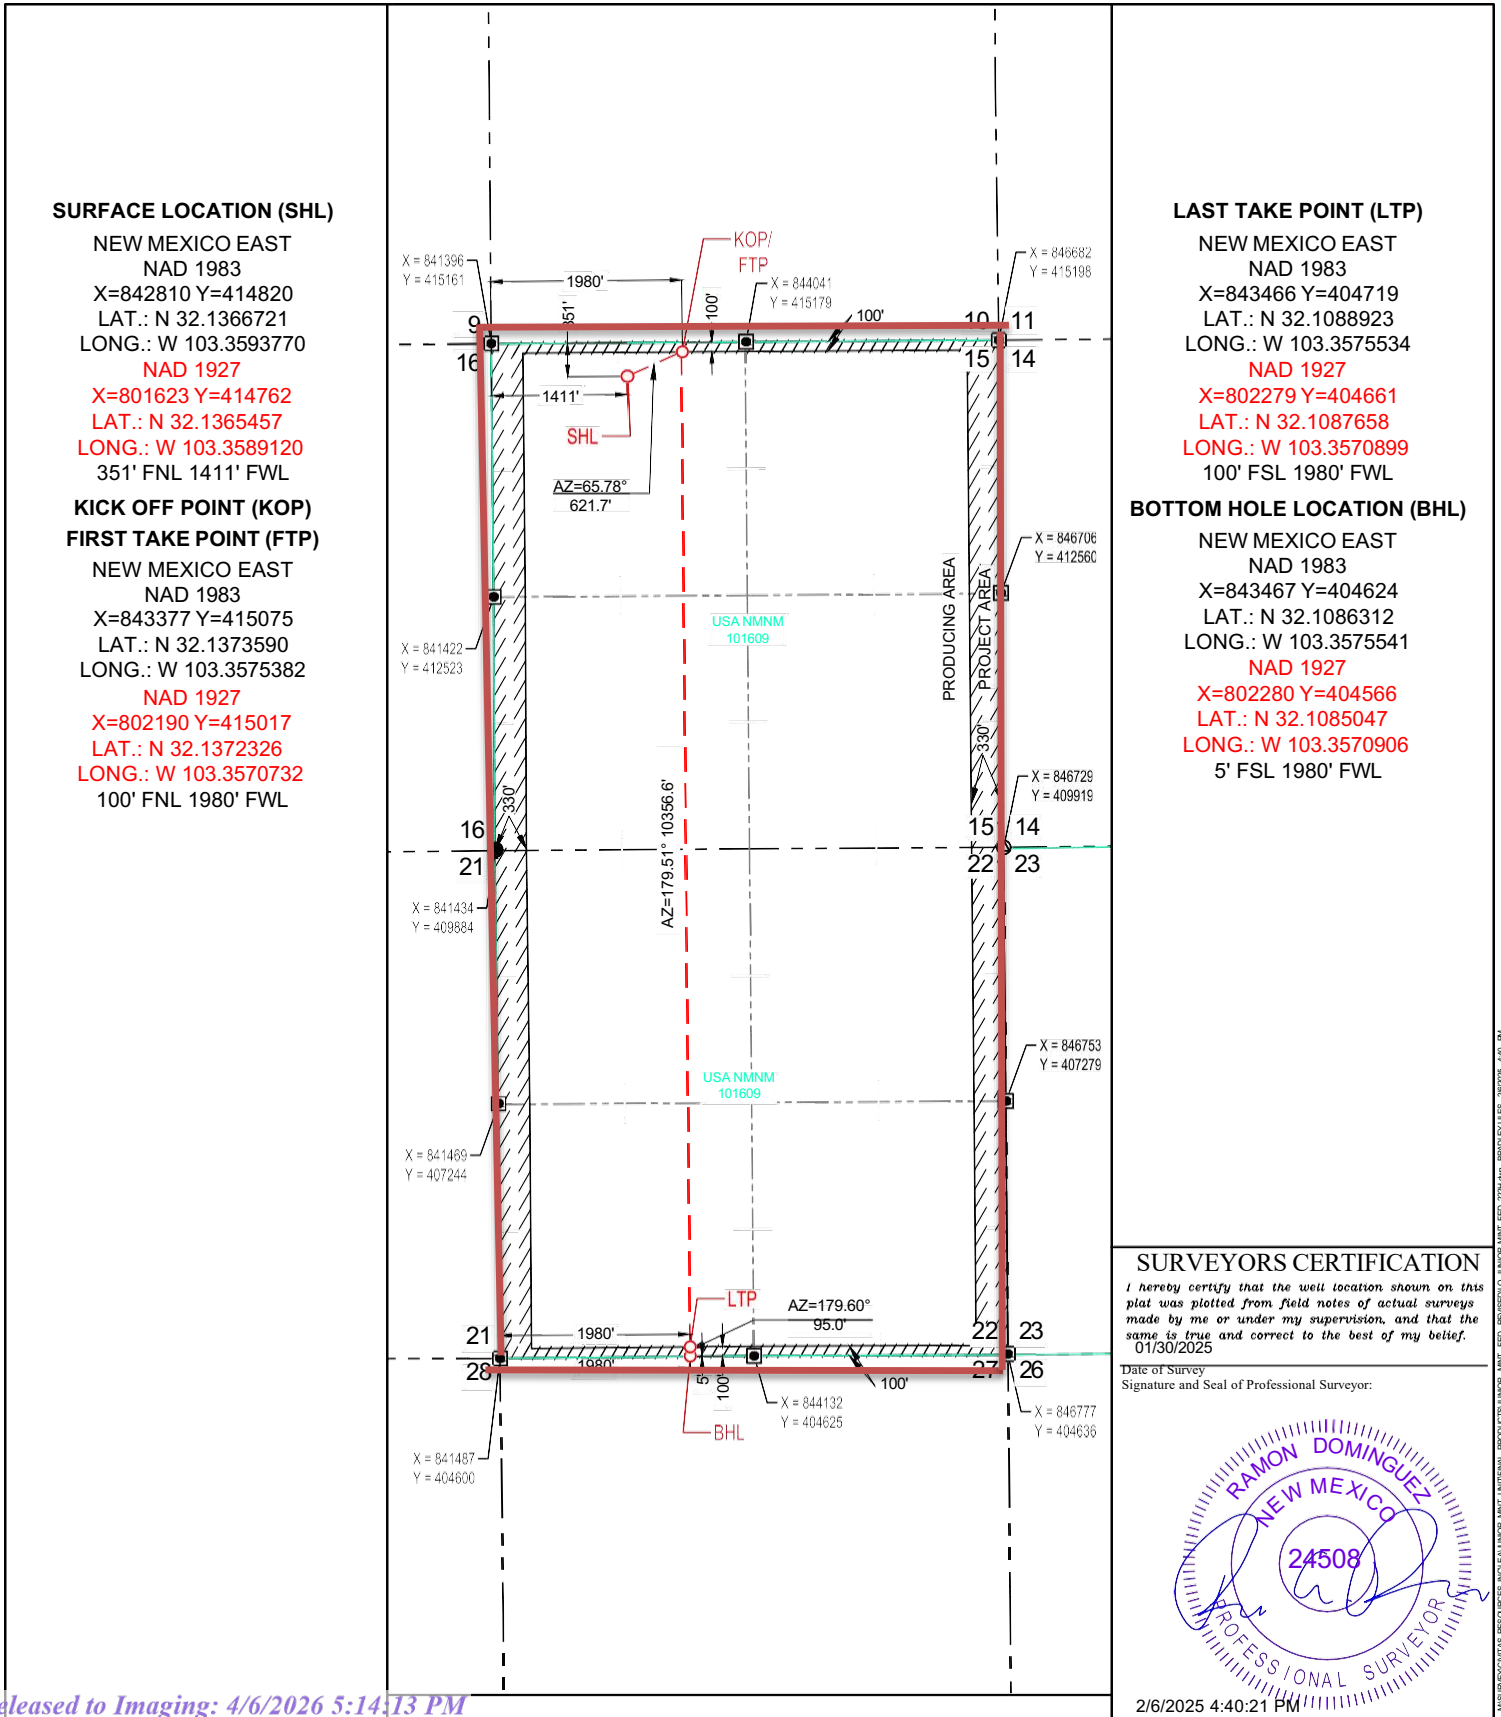 SURFACE LOCATION (SHL)
NEW MEXICO EAST
NAD 1983
X=842810 Y=414820
LAT.: N 32.1366721
LONG.: W 103.3593770
NAD 1927
X=801623 Y=414762
LAT.: N 32.1365457
LONG.: W 103.3589120
351' FNL 1411' FWL
KICK OFF POINT (KOP)
FIRST TAKE POINT (FTP)
NEW MEXICO EAST
NAD 1983
X=843377 Y=415075
LAT.: N 32.1373590
LONG.: W 103.3575382
NAD 1927
X=802190 Y=415017
LAT.: N 32.1372326
LONG.: W 103.3570732
100' FNL 1980' FWL
KOP/
FTP
X = 841396
Y = 415161
1980'
X = 844041
Y = 415179
X = 846682
Y = 415198
351'
100'
100'
9
10
11
16
15
14
1411'
SHL
AZ=65.78°
621.7'
X = 846706
Y = 412560
PRODUCING AREA
PROJECT AREA
USA NMNM
101609
X = 841422
Y = 412523
330'
330'
X = 846729
Y = 409919
16
15
14
21
22
23
AZ=179.51° 10356.6'
X = 841434
Y = 409884
X = 846753
Y = 407279
USA NMNM
101609
X = 841469
Y = 407244
LTP
AZ=179.60°
95.0'
21
1980'
22
23
28
1980'
5'
100'
100'
27
26
X = 844132
Y = 404625
X = 846777
Y = 404636
BHL
X = 841487
Y = 404600
LAST TAKE POINT (LTP)
NEW MEXICO EAST
NAD 1983
X=843466 Y=404719
LAT.: N 32.1088923
LONG.: W 103.3575534
NAD 1927
X=802279 Y=404661
LAT.: N 32.1087658
LONG.: W 103.3570899
100' FSL 1980' FWL
BOTTOM HOLE LOCATION (BHL)
NEW MEXICO EAST
NAD 1983
X=843467 Y=404624
LAT.: N 32.1086312
LONG.: W 103.3575541
NAD 1927
X=802280 Y=404566
LAT.: N 32.1085047
LONG.: W 103.3570906
5' FSL 1980' FWL
SURVEYORS CERTIFICATION
I hereby certify that the well location shown on this
plat was plotted from field notes of actual surveys
made by me or under my supervision, and that the
same is true and correct to the best of my belief.
01/30/2025
Date of Survey
Signature and Seal of Professional Surveyor:
RAMON DOMINGUEZ
NEW MEXICO
24508
PROFESSIONAL SURVEYOR
2/6/2025 4:40:21 PM
eleased to Imaging: 4/6/2026 5:14:13 PM